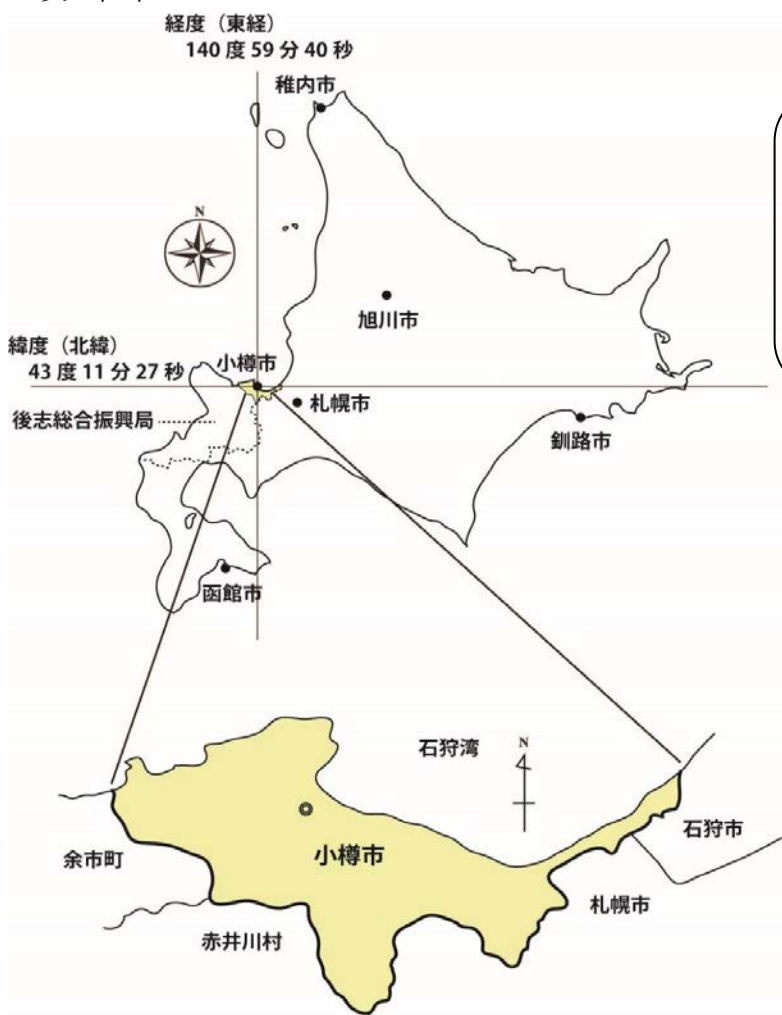 経度（東経）
140 度 59 分 40 秒
稚内市
N
旭川市
緯度（北緯）
43 度 11 分 27 秒
小樽市
札幌市
後志総合振興局
釧路市
函館市
石狩湾
N
石狩市
余市町
小樽市
札幌市
赤井川村